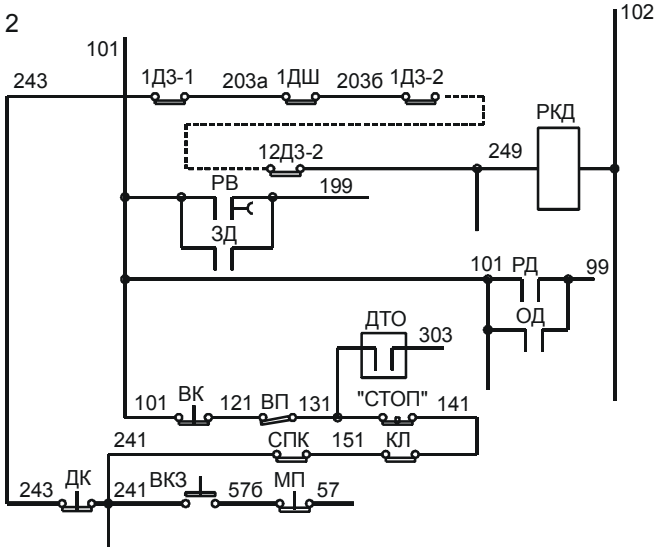 2
102
101
243
1ДЗ-1
203а
1ДШ
203б
1ДЗ-2
РКД
12ДЗ-2
249
РВ
199
ЗД
101
РД
99
ОД
ДТО
303
101
ВК
121
ВП
131
"СТОП"
141
241
СПК
151
КЛ
243
ДК
241
ВКЗ
57б
МП
57